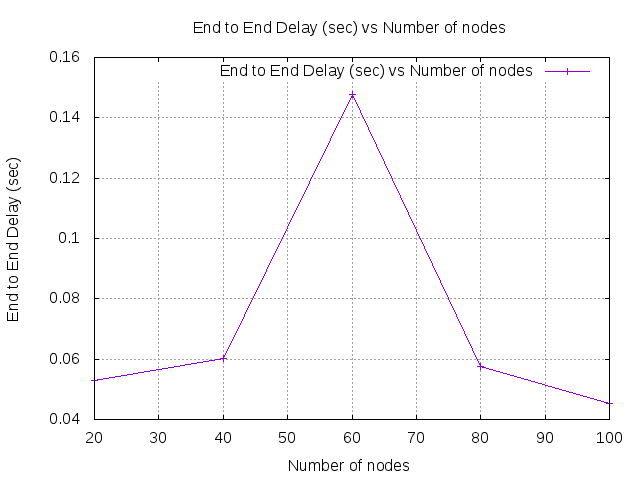 End to End Delay (sec) vs Number of nodes
End to End Delay (sec) vs Number of nodes
0.16
0.14
0.12
0.1
0.08
0.06
0.04
End to End Delay (sec)
20 30 40 50 60 70 80 90 100
Number of nodes